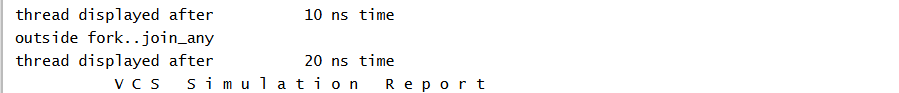 thread displayed after                   10 ns time
outside fork..join_any
thread displayed after                   20 ns time
           V C S   S i m u l a t i o n   R e p o r t